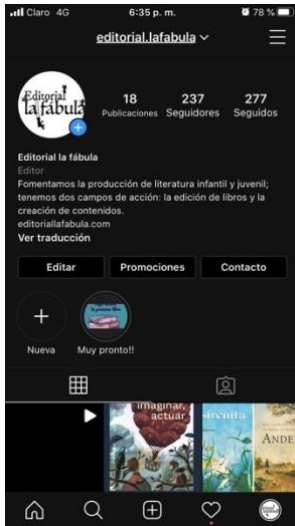 Claro 4G 6:35 p. m. 78 %
editorial.lafabula
Editorial
la fábula
18 237 277
Publicaciones Seguidores Seguidos
Editorial la fábula
Editor
Fomentamos la producción de literatura infantil y juvenil;
tenemos dos campos de acción: la edición de libros y la
creación de contenidos.
editoriallafabula.com
Ver traducción
Editar Promociones Contacto
Nueva Muy pronto!!
imaginar,
actuar
sirenita
ANDE